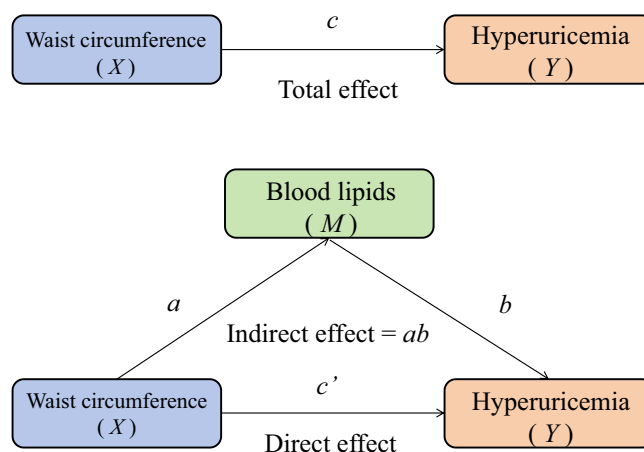 Waist circumference
( X )
c
Hyperuricemia
( Y )
Total effect
Blood lipids
( M )
a
b
Indirect effect = ab
Waist circumference
( X )
c’
Hyperuricemia
( Y )
Direct effect